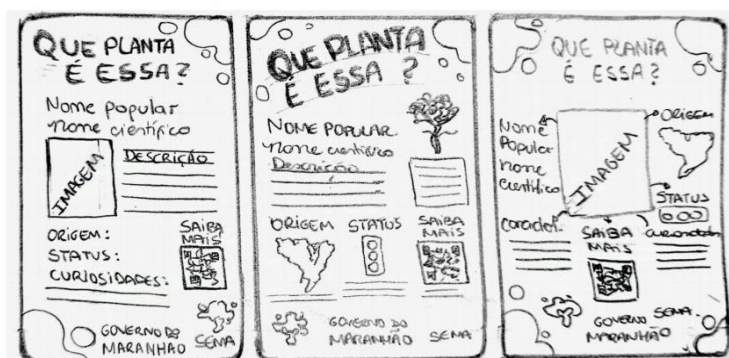 QUE PLANTA
É ESSA?
Nome popular
nome científico
IMAGEM
DESCRIÇÃO
ORIGEM:
STATUS:
CURIOSIDADES:
SAIBA
MAIS
GOVERNO DO
MARANHÃO
SEMA
QUE PLANTA
É ESSA ?
NOME POPULAR
nome científico
Descrição
ORIGEM
STATUS
SAIBA
MAIS
GOVERNO DO
MARANHÃO
SEMA
QUE PLANTA
É ESSA?
Nome
Popular
nome
científico
IMAGEM
ORIGEM
STATUS
SAIBA
MAIS
GOVERNO
MARANHÃO
SEMA